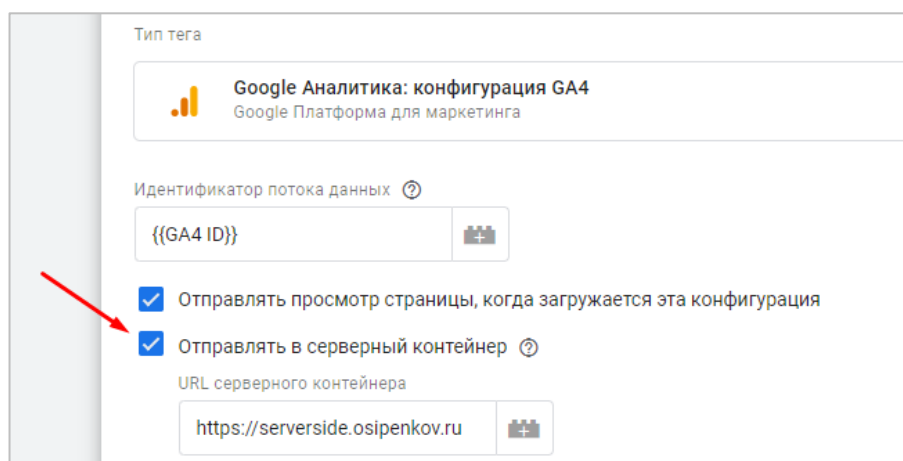 Тип тега
Google Аналитика: конфигурация GA4
Google Платформа для маркетинга
Идентификатор потока данных
{{GA4 ID}}
Отправлять просмотр страницы, когда загружается эта конфигурация
Отправлять в серверный контейнер
URL серверного контейнера
https://serverside.osipenkov.ru